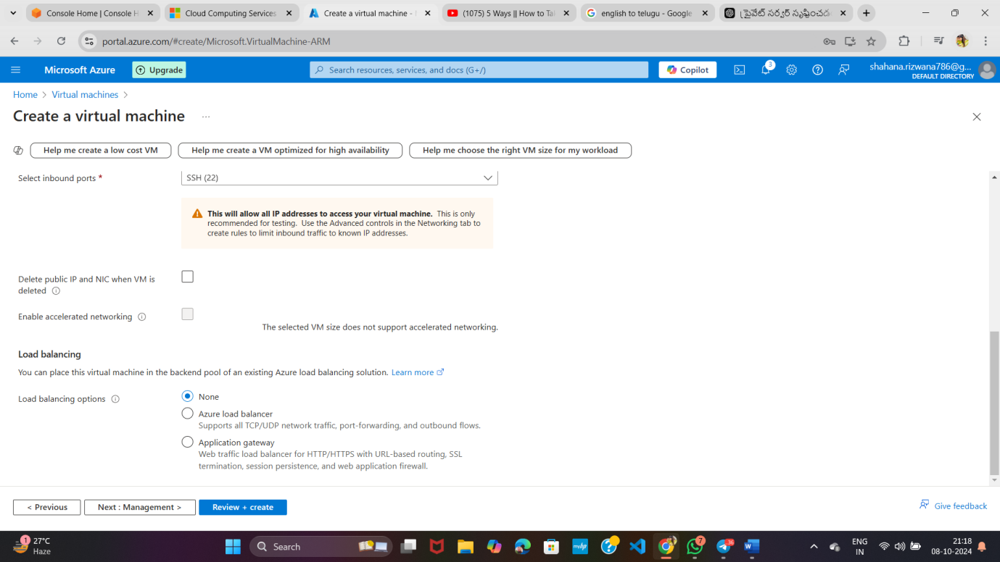 Console Home | Console H
Cloud Computing Services
Create a virtual machine -
(1075) 5 Ways || How to Tal
english to telugu - Google
ప్రైవేట్ సర్వర్ సృష్టించడ
portal.azure.com/#create/Microsoft.VirtualMachine-ARM
Microsoft Azure
Upgrade
Search resources, services, and docs (G+/)
Copilot
3
shahana.rizwana786@g...
DEFAULT DIRECTORY
Home > Virtual machines >
Create a virtual machine ...
Help me create a low cost VM
Help me create a VM optimized for high availability
Help me choose the right VM size for my workload
Select inbound ports *
SSH (22)
This will allow all IP addresses to access your virtual machine. This is only
recommended for testing. Use the Advanced controls in the Networking tab to
create rules to limit inbound traffic to known IP addresses.
Delete public IP and NIC when VM is
deleted
Enable accelerated networking
The selected VM size does not support accelerated networking.
Load balancing
You can place this virtual machine in the backend pool of an existing Azure load balancing solution. Learn more
Load balancing options
None
Azure load balancer
Supports all TCP/UDP network traffic, port-forwarding, and outbound flows.
Application gateway
Web traffic load balancer for HTTP/HTTPS with URL-based routing, SSL
termination, session persistence, and web application firewall.
< Previous
Next : Management >
Review + create
Give feedback
1
27°C
Haze
Search
myhp
7
36
ENG
IN
21:18
08-10-2024